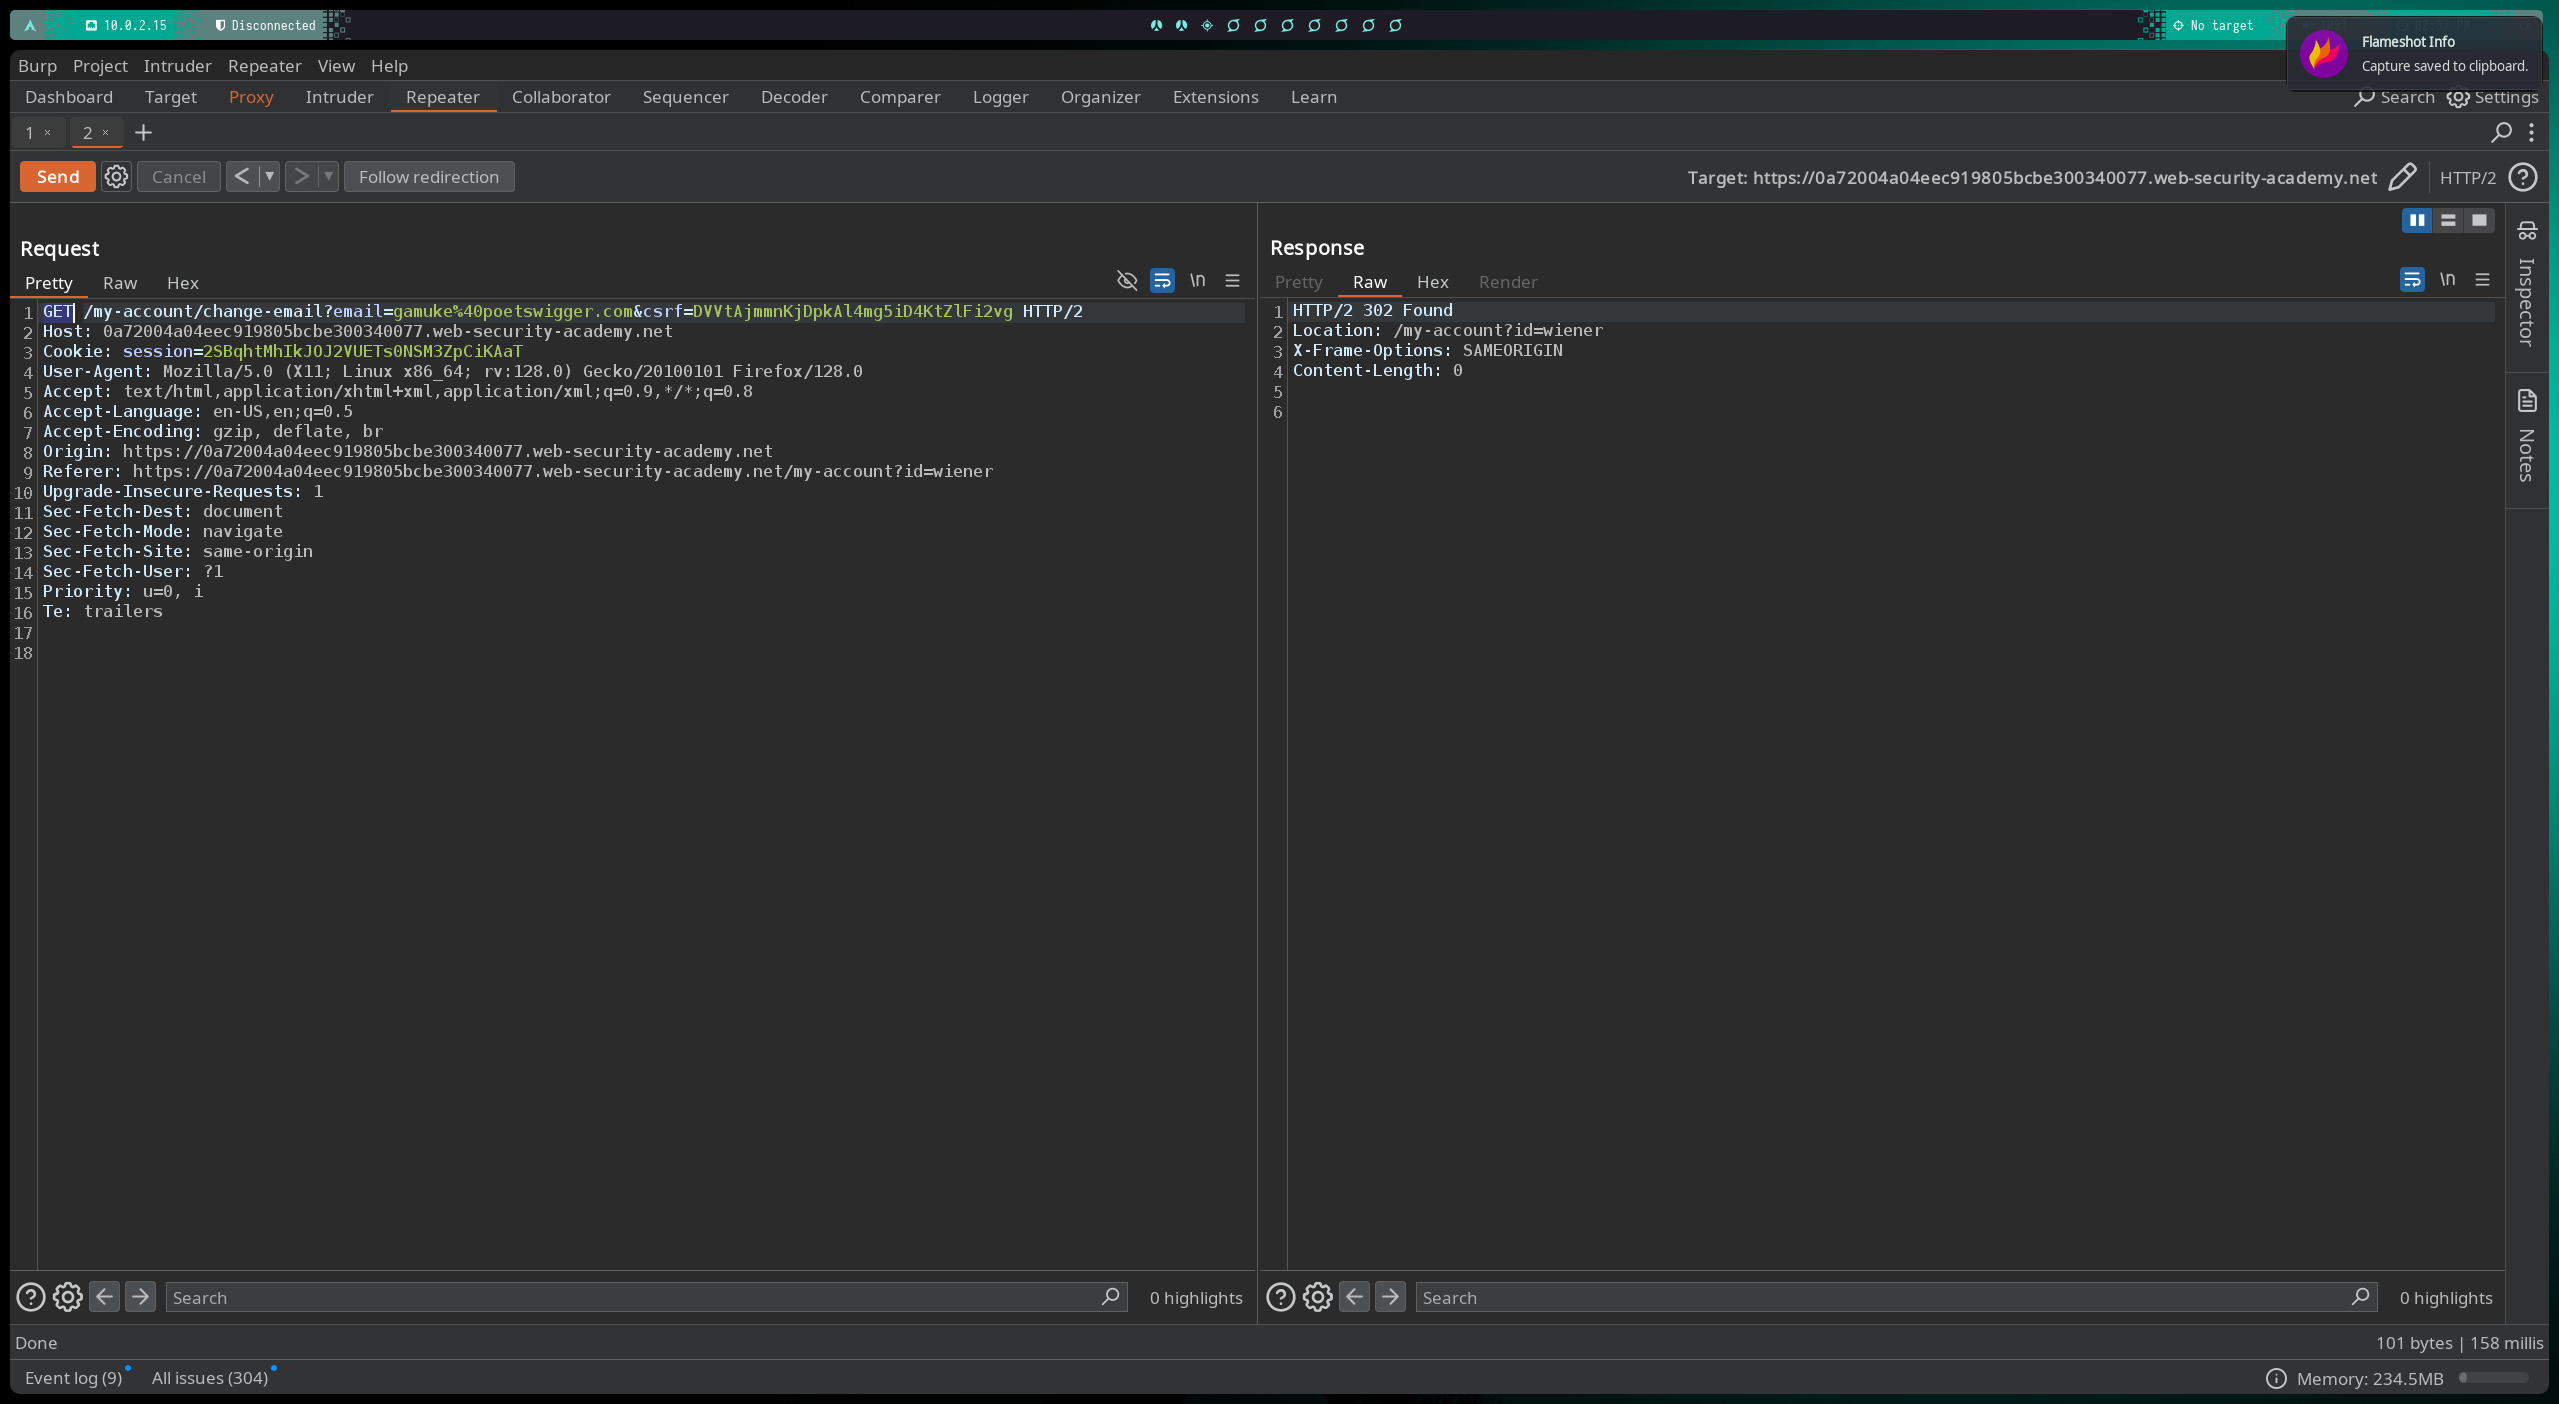 10.0.2.15 Disconnected No target
Flameshot Info
Capture saved to clipboard.
Burp Project Intruder Repeater View Help
Dashboard Target Proxy Intruder Repeater Collaborator Sequencer Decoder Comparer Logger Organizer Extensions Learn Search Settings
1 × 2 × +
Send Cancel < > Follow redirection Target: https://0a72004a04eec919805bcbe300340077.web-security-academy.net HTTP/2
Request
Pretty Raw Hex \n
1 GET /my-account/change-email?email=gamuke%40poetswigger.com&csrf=DVVtAjmmnKjDpkAl4mg5iD4KtZlFi2vg HTTP/2
2 Host: 0a72004a04eec919805bcbe300340077.web-security-academy.net
3 Cookie: session=2SBqhtMhIkJOJ2VUETs0NSM3ZpCiKAaT
4 User-Agent: Mozilla/5.0 (X11; Linux x86_64; rv:128.0) Gecko/20100101 Firefox/128.0
5 Accept: text/html,application/xhtml+xml,application/xml;q=0.9,*/*;q=0.8
6 Accept-Language: en-US,en;q=0.5
7 Accept-Encoding: gzip, deflate, br
8 Origin: https://0a72004a04eec919805bcbe300340077.web-security-academy.net
9 Referer: https://0a72004a04eec919805bcbe300340077.web-security-academy.net/my-account?id=wiener
10 Upgrade-Insecure-Requests: 1
11 Sec-Fetch-Dest: document
12 Sec-Fetch-Mode: navigate
13 Sec-Fetch-Site: same-origin
14 Sec-Fetch-User: ?1
15 Priority: u=0, i
16 Te: trailers
17
18
Response
Pretty Raw Hex Render \n
1 HTTP/2 302 Found
2 Location: /my-account?id=wiener
3 X-Frame-Options: SAMEORIGIN
4 Content-Length: 0
5
6
Inspector
Notes
Search 0 highlights
Search 0 highlights
Done 101 bytes | 158 millis
Event log (9) All issues (304) Memory: 234.5MB